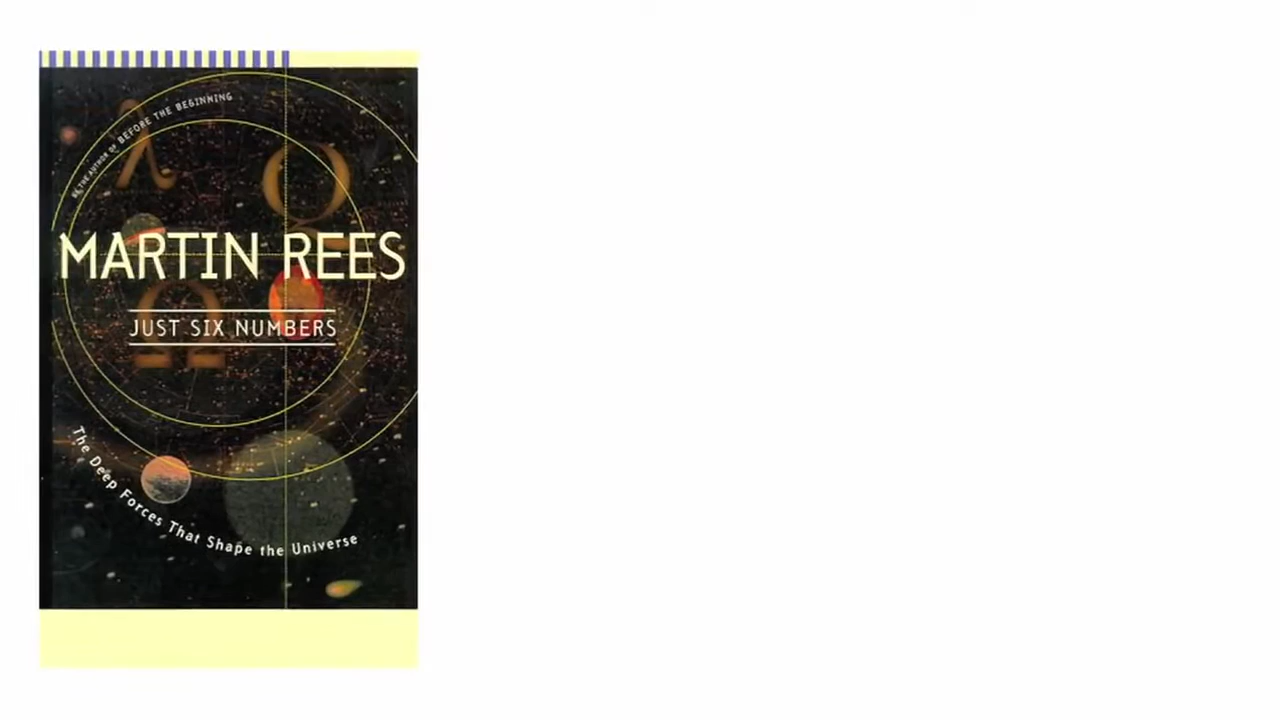 BY THE AUTHOR OF BEFORE THE BEGINNING
λ
Q
MARTIN REES
Ω
JUST SIX NUMBERS
The Deep Forces That Shape the Universe